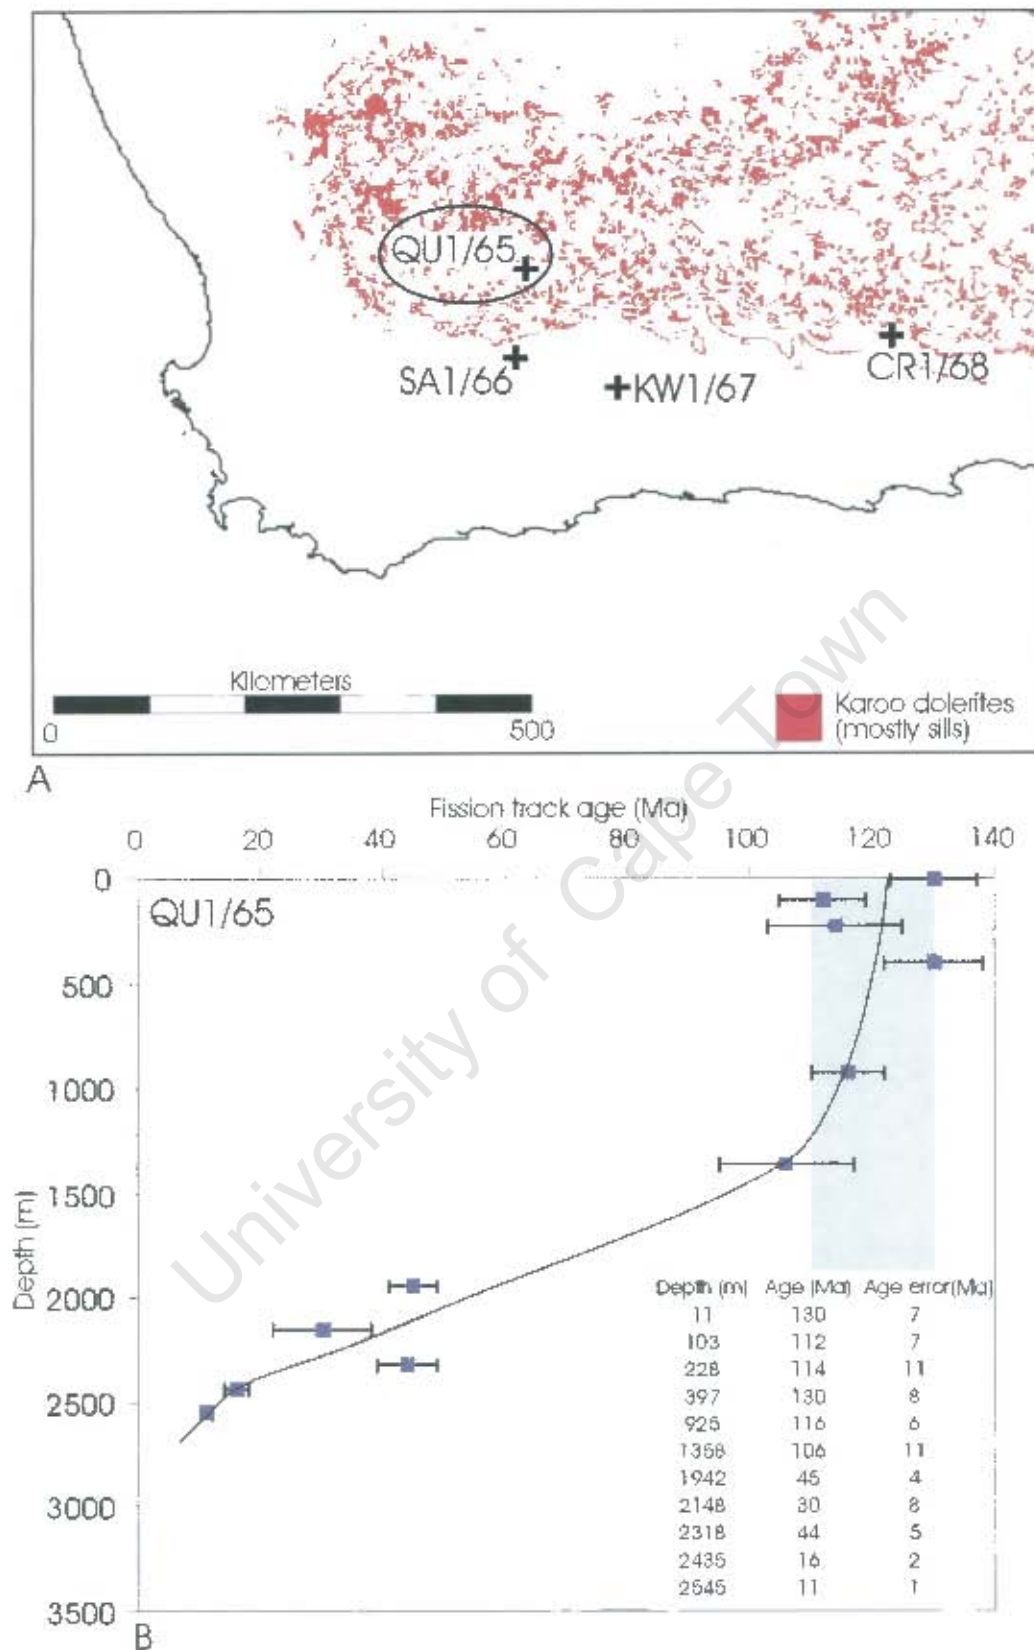 QU1/65
SA1/66
KW1/67
CR1/68
Kilometers
0 500
Karoo dolerites
(mostly sills)
A
Fission track age (Ma)
0 20 40 60 80 100 120 140
0
QU1/65
500
1000
1500
2000
2500
3000
3500
Depth (m)
Depth (m) Age (Ma) Age error(Ma)
11 130 7
103 112 7
228 114 11
397 130 8
925 116 6
1358 106 11
1942 45 4
2148 30 8
2318 44 5
2435 16 2
2545 11 1
B
University of Cape Town